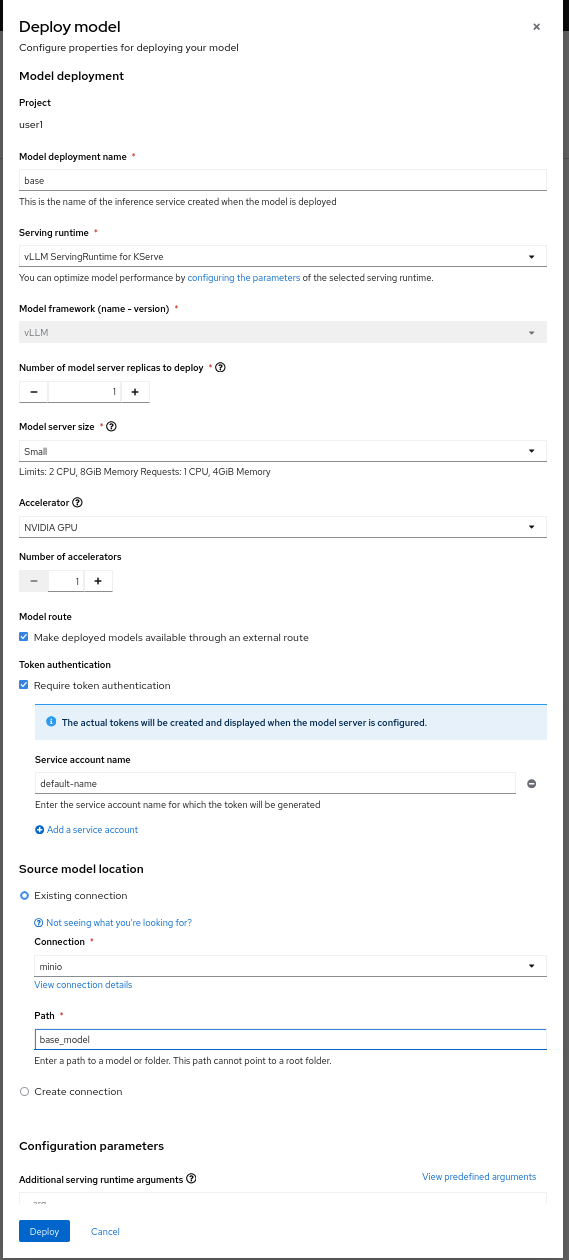 Deploy model
Configure properties for deploying your model
Model deployment
Project
user1
Model deployment name *
base
This is the name of the inference service created when the model is deployed
Serving runtime *
vLLM ServingRuntime for KServe
You can optimize model performance by configuring the parameters of the selected serving runtime.
Model framework (name - version) *
vLLM
Number of model server replicas to deploy *
1
Model server size *
Small
Limits: 2 CPU, 8GiB Memory Requests: 1 CPU, 4GiB Memory
Accelerator
NVIDIA GPU
Number of accelerators
1
Model route
Make deployed models available through an external route
Token authentication
Require token authentication
The actual tokens will be created and displayed when the model server is configured.
Service account name
default-name
Enter the service account name for which the token will be generated
Add a service account
Source model location
Existing connection
Not seeing what you're looking for?
Connection *
minio
View connection details
Path *
base_model
Enter a path to a model or folder. This path cannot point to a root folder.
Create connection
Configuration parameters
Additional serving runtime arguments View predefined arguments
Deploy Cancel